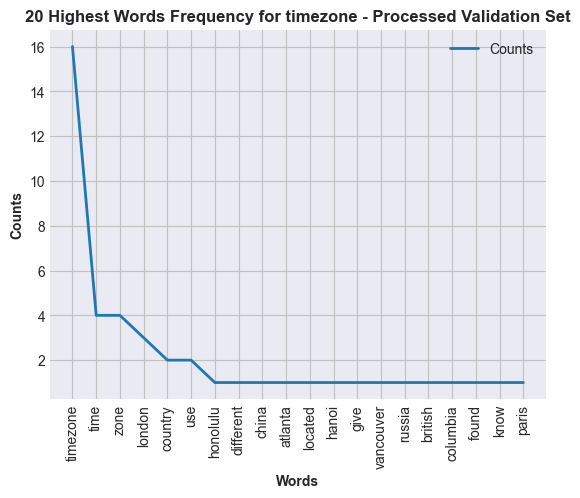 20 Highest Words Frequency for timezone - Processed Validation Set
Counts
16
14
12
10
8
6
4
2
Counts
timezone
time
zone
london
country
use
honolulu
different
china
atlanta
located
hanoi
give
vancouver
russia
british
columbia
found
know
paris
Words